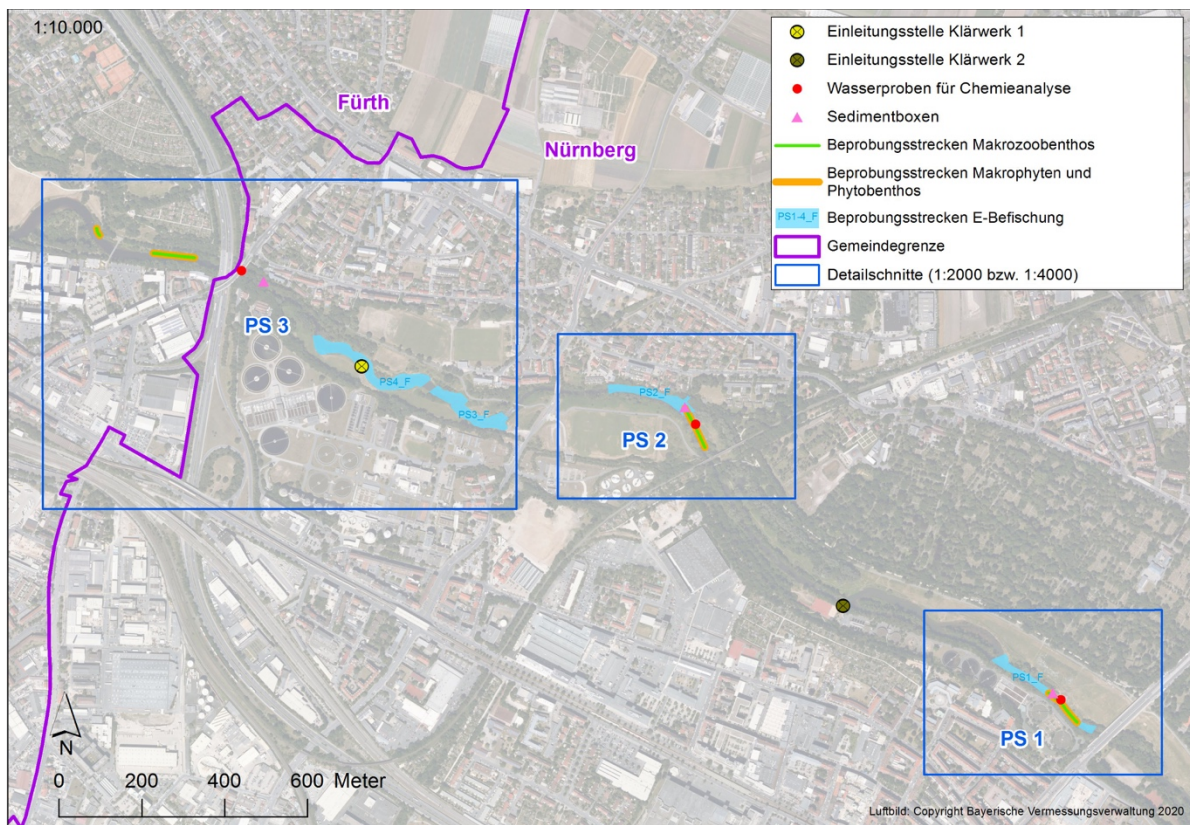 1:10.000
Einleitungsstelle Klärwerk 1
Einleitungsstelle Klärwerk 2
Wasserproben für Chemieanalyse
Sedimentboxen
Beprobungsstrecken Makrozoobenthos
Beprobungsstrecken Makrophyten und
Phytobenthos
PS1-4_F Beprobungsstrecken E-Befischung
Gemeindegrenze
Detailschnitte (1:2000 bzw. 1:4000)
Fürth
Nürnberg
PS 3
PS4_F
PS3_F
PS2_F
PS 2
PS1_F
PS 1
N
0 200 400 600 Meter
Luftbild: Copyright Bayerische Vermessungsverwaltung 2020